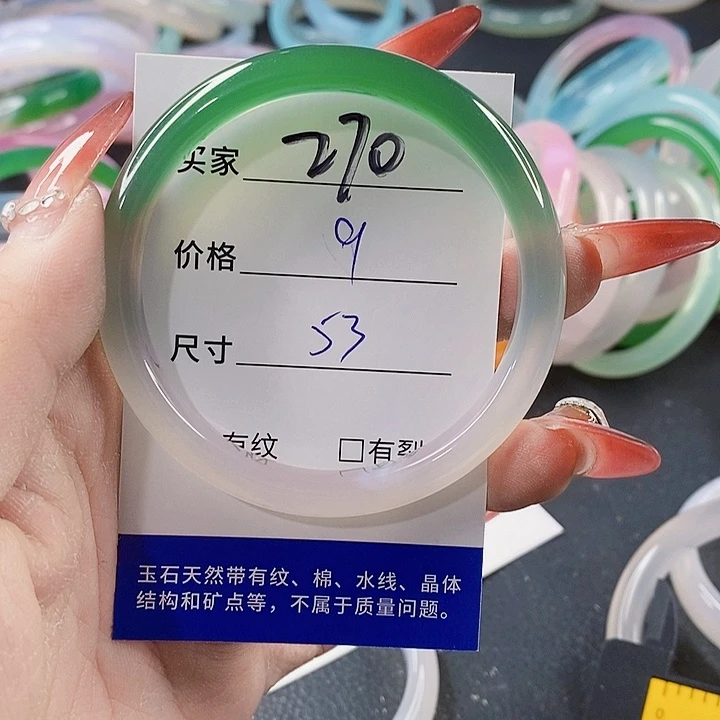 买家 270
价格 9
尺寸 53
有纹 □有裂
玉石天然带有纹、棉、水线、晶体
结构和矿点等，不属于质量问题。